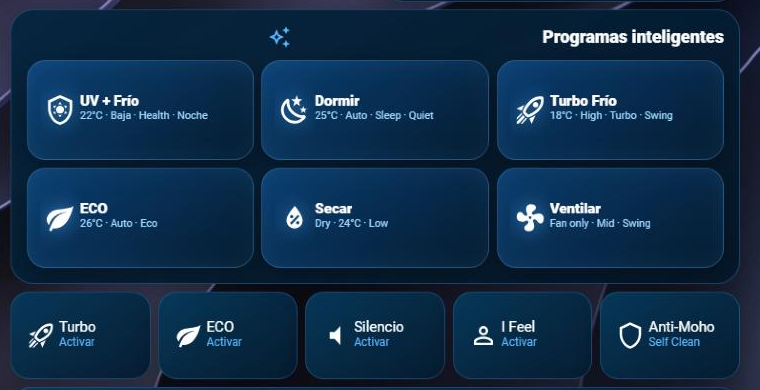 Programas inteligentes
UV + Frío
22°C · Baja · Health · Noche
Dormir
25°C · Auto · Sleep · Quiet
Turbo Frío
18°C · High · Turbo · Swing
ECO
26°C · Auto · Eco
Secar
Dry · 24°C · Low
Ventilar
Fan only · Mid · Swing
Turbo
Activar
ECO
Activar
Silencio
Activar
I Feel
Activar
Anti-Moho
Self Clean